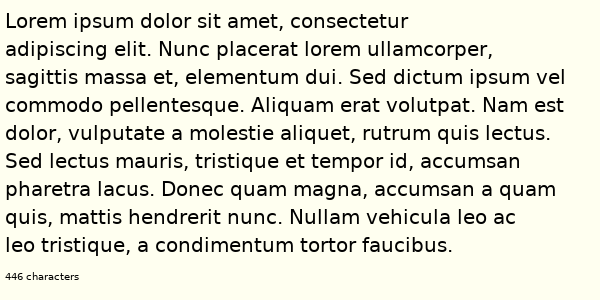 Lorem ipsum dolor sit amet, consectetur
adipiscing elit. Nunc placerat lorem ullamcorper,
sagittis massa et, elementum dui. Sed dictum ipsum vel
commodo pellentesque. Aliquam erat volutpat. Nam est
dolor, vulputate a molestie aliquet, rutrum quis lectus.
Sed lectus mauris, tristique et tempor id, accumsan
pharetra lacus. Donec quam magna, accumsan a quam
quis, mattis hendrerit nunc. Nullam vehicula leo ac
leo tristique, a condimentum tortor faucibus.
446 characters